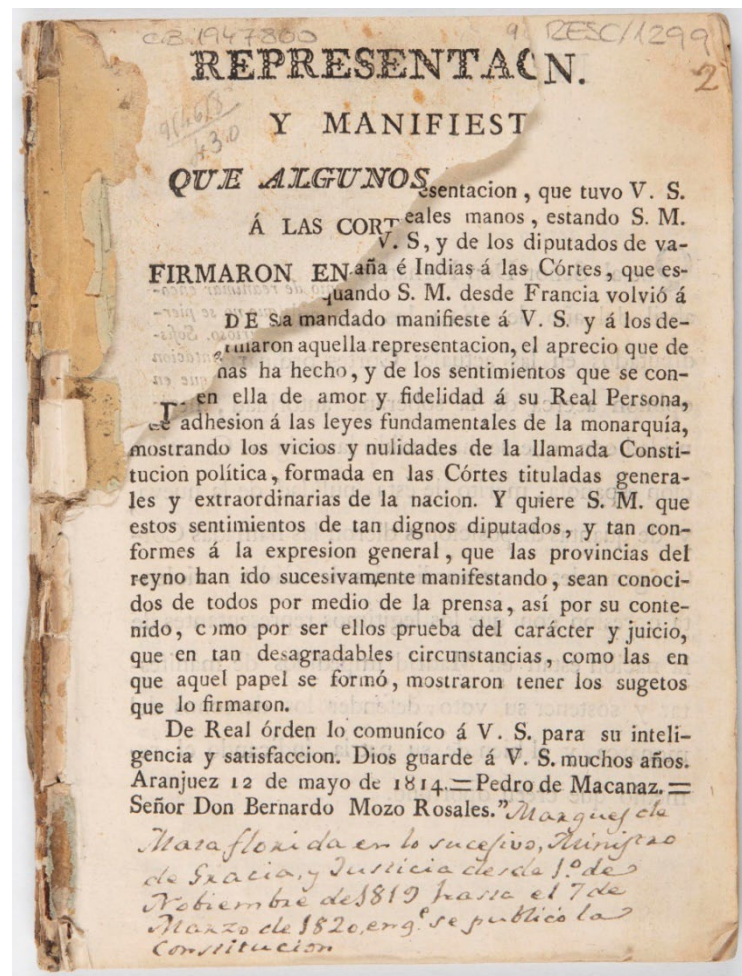 C.B. 1947800
RESC/1299
2
REPRESENTAC N.
Y MANIFIEST
QUE ALGUNOS esentacion, que tuvo V. S.
Á LAS CORT eales manos, estando S. M.
V. S, y de los diputados de va-
FIRMARON EN aña é Indias á las Córtes, que es-
quando S. M. desde Francia volvió á
DE s a mandado manifieste á V. S. y á los de-
rmaron aquella representacion, el aprecio que de
nas ha hecho, y de los sentimientos que se con-
en ella de amor y fidelidad á su Real Persona,
de adhesion á las leyes fundamentales de la monarquía,
mostrando los vicios y nulidades de la llamada Consti-
tucion política, formada en las Córtes tituladas genera-
les y extraordinarias de la nacion. Y quiere S. M. que
estos sentimientos de tan dignos diputados, y tan con-
formes á la expresion general, que las provincias del
reyno han ido sucesivamente manifestando, sean conoci-
dos de todos por medio de la prensa, así por su conte-
nido, como por ser ellos prueba del carácter y juicio,
que en tan desagradables circunstancias, como las en
que aquel papel se formó, mostraron tener los sugetos
que lo firmaron.
De Real órden lo comuníco á V. S. para su inteli-
gencia y satisfaccion. Dios guarde á V. S. muchos años.
Aranjuez 12 de mayo de 1814.=Pedro de Macanaz.=
Señor Don Bernardo Mozo Rosales." Marques de
Mataflorida en lo sucesivo, Ministro
de Gracia, y Justicia desde 1.º de
Nobiembre de 1819 hasta el 7 de
Marzo de 1820, en q.e se publicó la
Constitucion